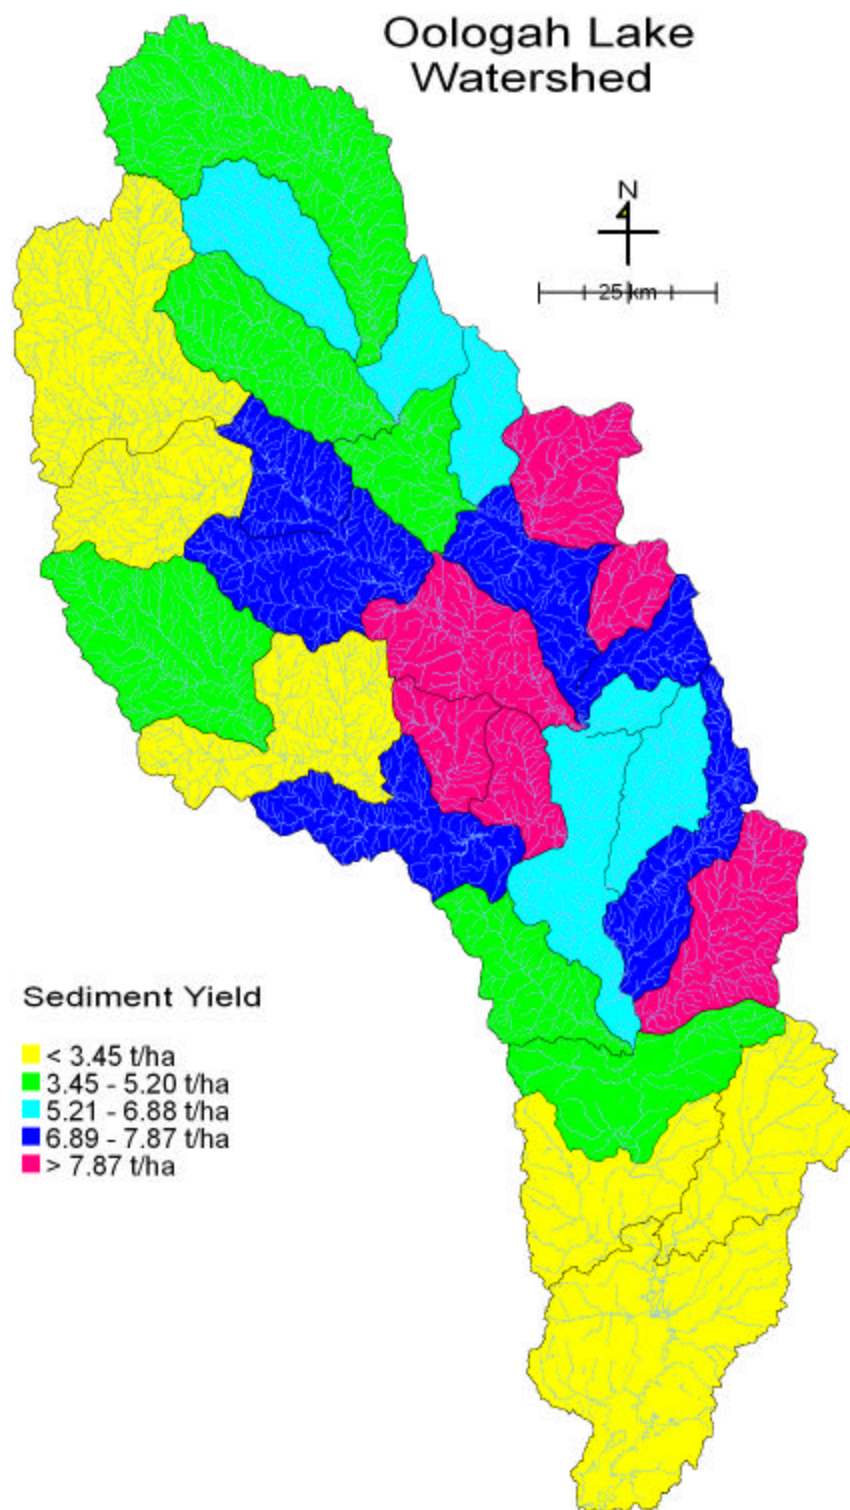 Oologah Lake
Watershed
N
25 km
Sediment Yield
< 3.45 t/ha
3.45 - 5.20 t/ha
5.21 - 6.88 t/ha
6.89 - 7.87 t/ha
> 7.87 t/ha